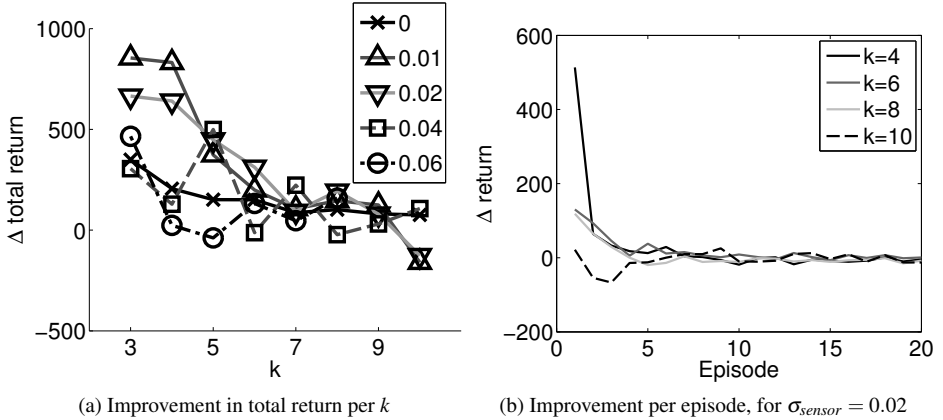 1000
500
0
−500
Δ total return
3
5
7
9
k
0
0.01
0.02
0.04
0.06
(a) Improvement in total return per k
600
400
200
0
−200
Δ return
0
5
10
15
20
Episode
k=4
k=6
k=8
k=10
(b) Improvement per episode, for σsensor = 0.02